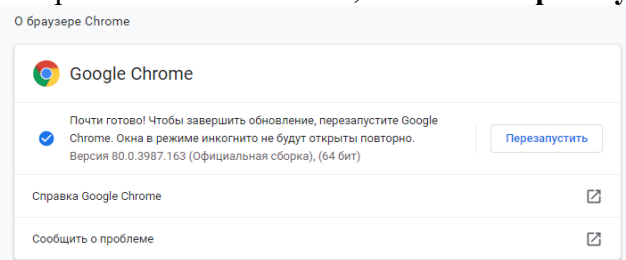 О браузере Chrome
Google Chrome
Почти готово! Чтобы завершить обновление, перезапустите Google
Chrome. Окна в режиме инкогнито не будут открыты повторно.
Версия 80.0.3987.163 (Официальная сборка), (64 бит)
Перезапустить
Справка Google Chrome
Сообщить о проблеме